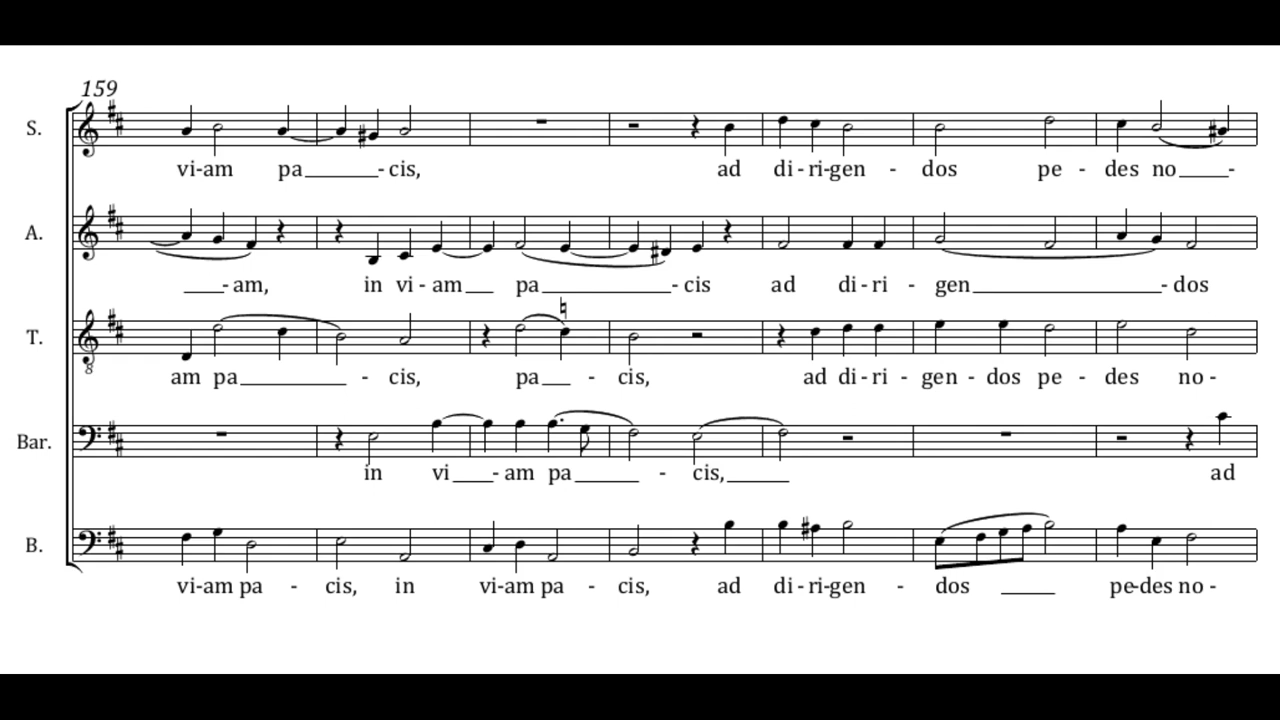 159
S.
vi-am pa - cis, ad di - ri-gen - dos pe - des no -
A.
- am, in vi - am pa - cis ad di - ri - gen - dos
T.
8
am pa - cis, pa - cis, ad di - ri - gen - dos pe - des no -
Bar.
in vi - am pa - cis, ad
B.
vi-am pa - cis, in vi-am pa - cis, ad di - ri-gen - dos pe-des no -